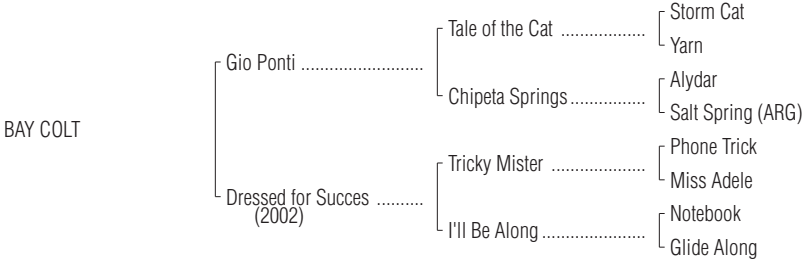 Storm Cat
Tale of the Cat ...................
Yarn
Gio Ponti ..........................
Alydar
Chipeta Springs ................
Salt Spring (ARG)
BAY COLT
Phone Trick
Tricky Mister ....................
Miss Adele
Dressed for Succes ..........
(2002)
Notebook
I'll Be Along ......................
Glide Along